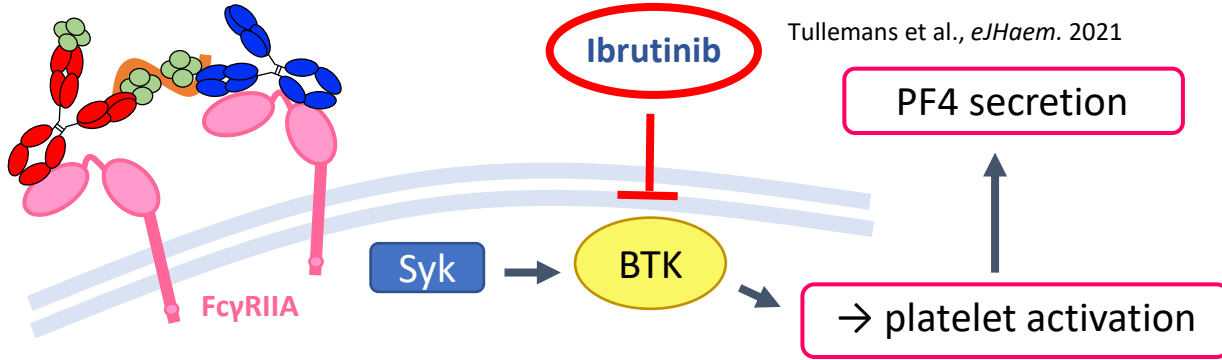 Ibrutinib
Tullemans et al., eJHaem. 2021
PF4 secretion
Syk
BTK
FcγRIIA
→ platelet activation